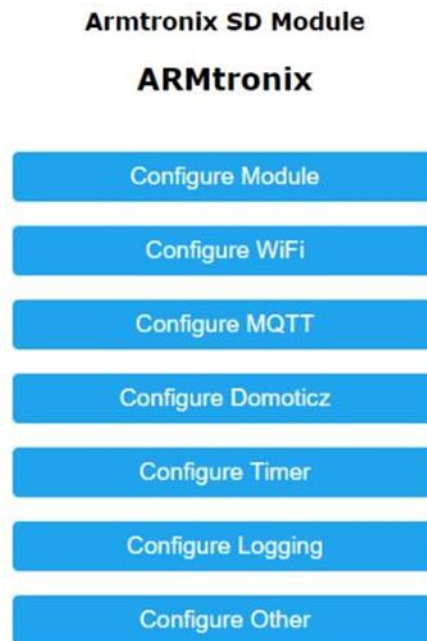 Armtronix SD Module
ARMtronix
Configure Module
Configure WiFi
Configure MQTT
Configure Domoticz
Configure Timer
Configure Logging
Configure Other